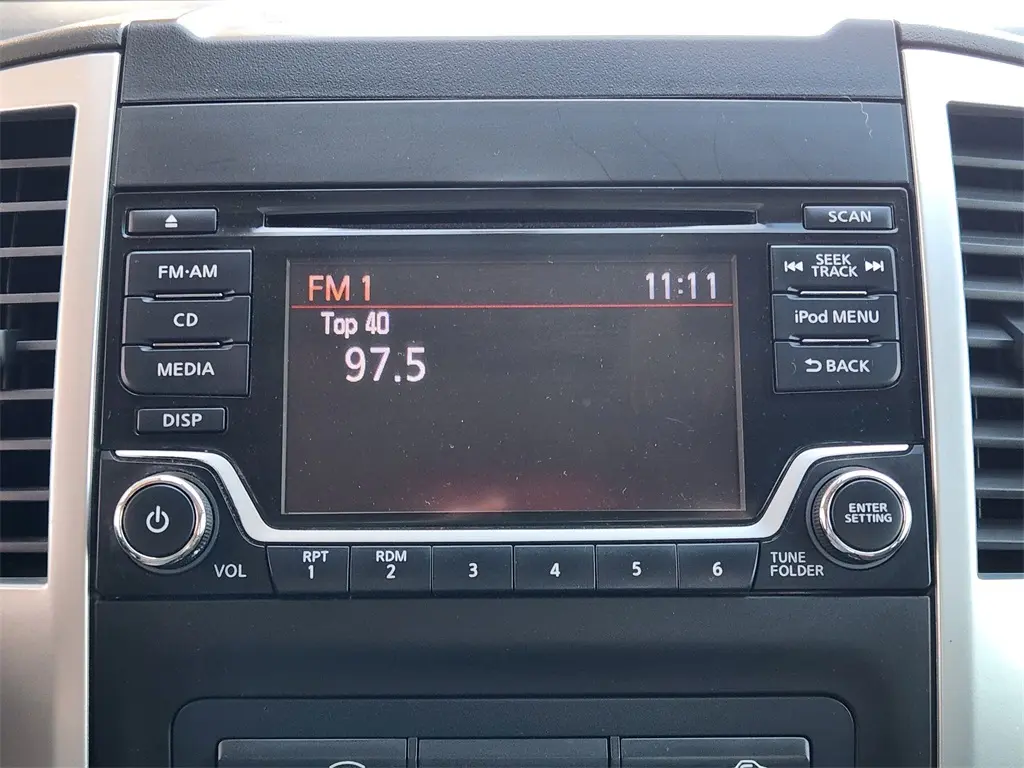 SCAN
FM·AM
CD
MEDIA
DISP
FM 1
11:11
Top 40
97.5
SEEK
TRACK
iPod MENU
BACK
VOL
RPT
1
RDM
2
3
4
5
6
ENTER
SETTING
TUNE
FOLDER